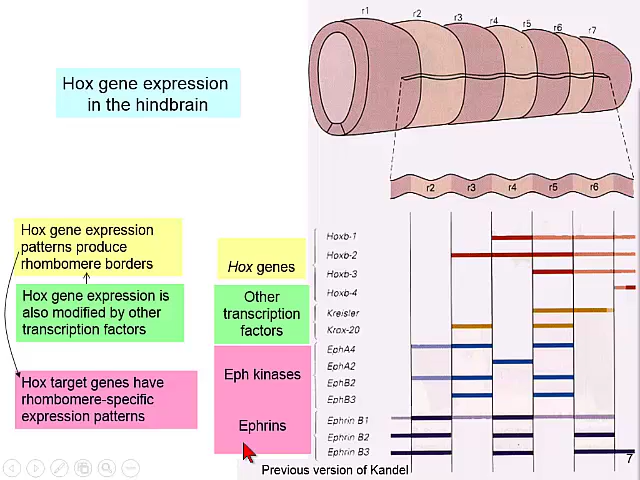 r1
r2
r3
r4
r5
r6
r7
Hox gene expression
in the hindbrain
r2
r3
r4
r5
r6
Hox gene expression
patterns produce
rhombomere borders
Hox gene expression is
also modified by other
transcription factors
Hox target genes have
rhombomere-specific
expression patterns
Hox genes
Other
transcription
factors
Eph kinases
Ephrins
Hoxb-1
Hoxb-2
Hoxb-3
Hoxb-4
Kreisler
Krox-20
EphA4
EphA2
EphB2
EphB3
Ephrin B1
Ephrin B2
Ephrin B3
7
Previous version of Kandel